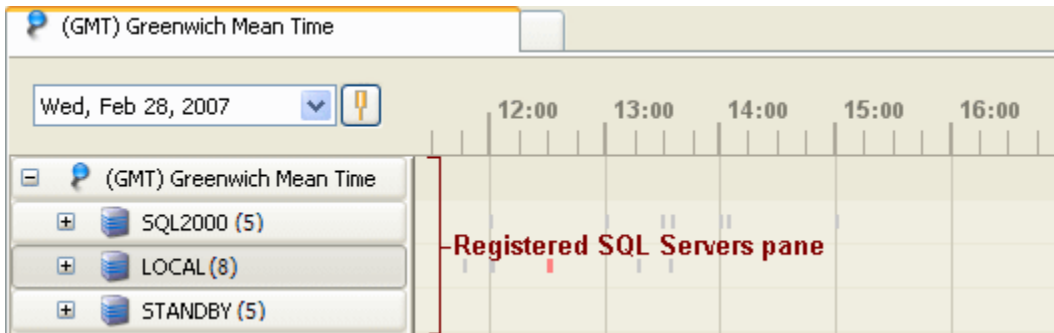 (GMT) Greenwich Mean Time
Wed, Feb 28, 2007
12:00 13:00 14:00 15:00 16:00
(GMT) Greenwich Mean Time
SQL2000 (5)
Registered SQL Servers pane
LOCAL (8)
STANDBY (5)